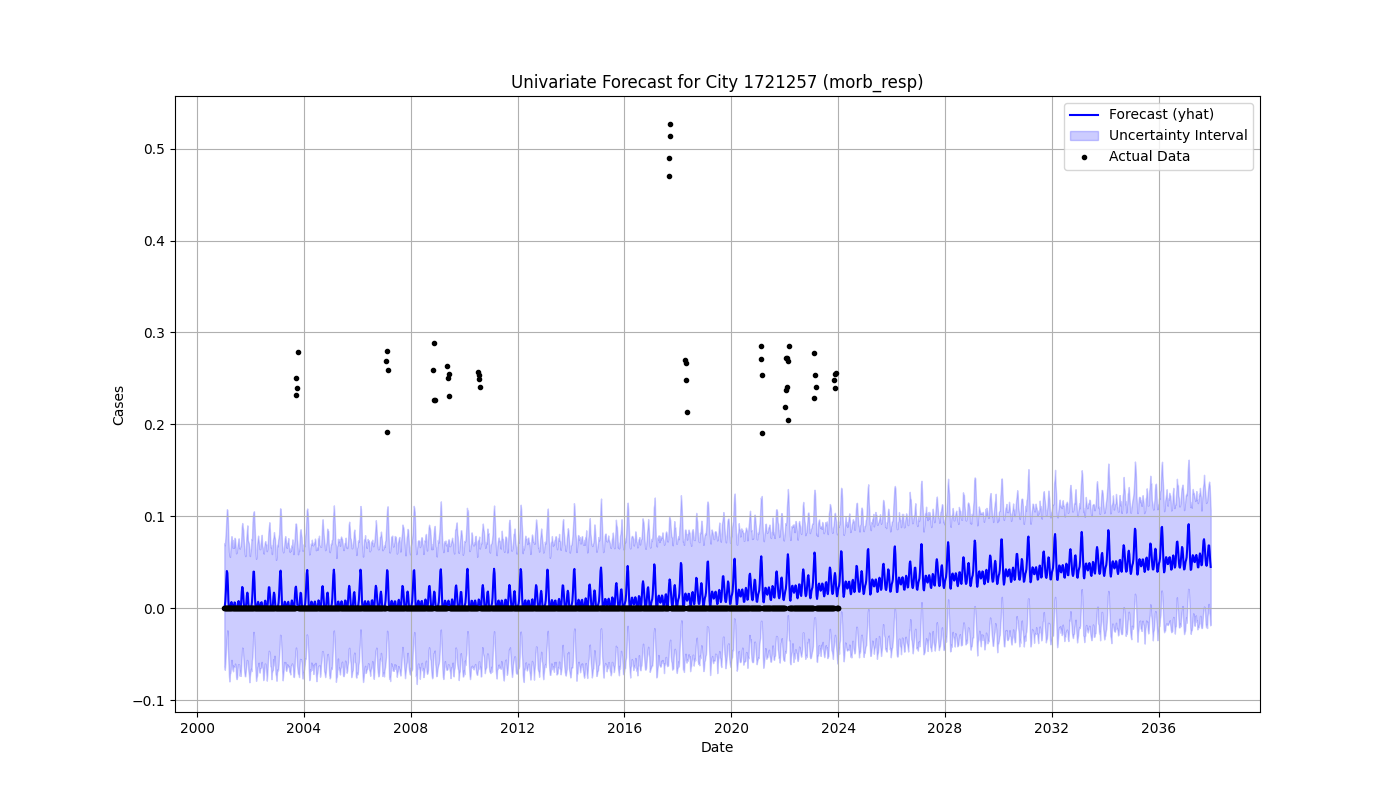 Univariate Forecast for City 1721257 (morb_resp)
Forecast (yhat)
Uncertainty Interval
Actual Data
Cases
0.5
0.4
0.3
0.2
0.1
0.0
−0.1
2000 2004 2008 2012 2016 2020 2024 2028 2032 2036
Date